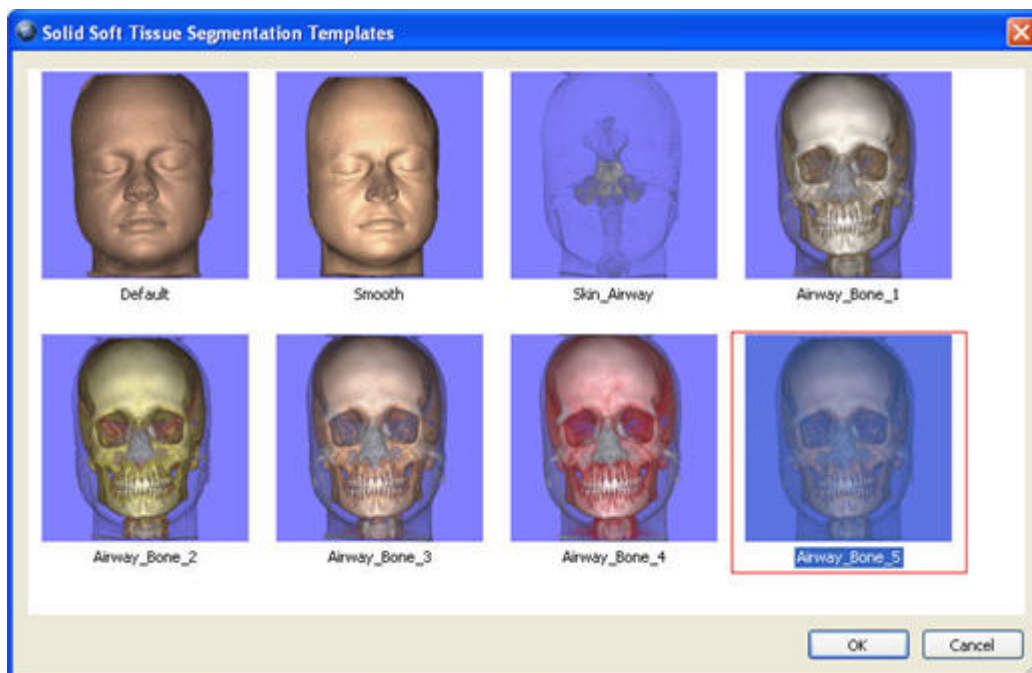 Solid Soft Tissue Segmentation Templates
Default
Smooth
Skin_Airway
Airway_Bone_1
Airway_Bone_2
Airway_Bone_3
Airway_Bone_4
Airway_Bone_5
OK
Cancel